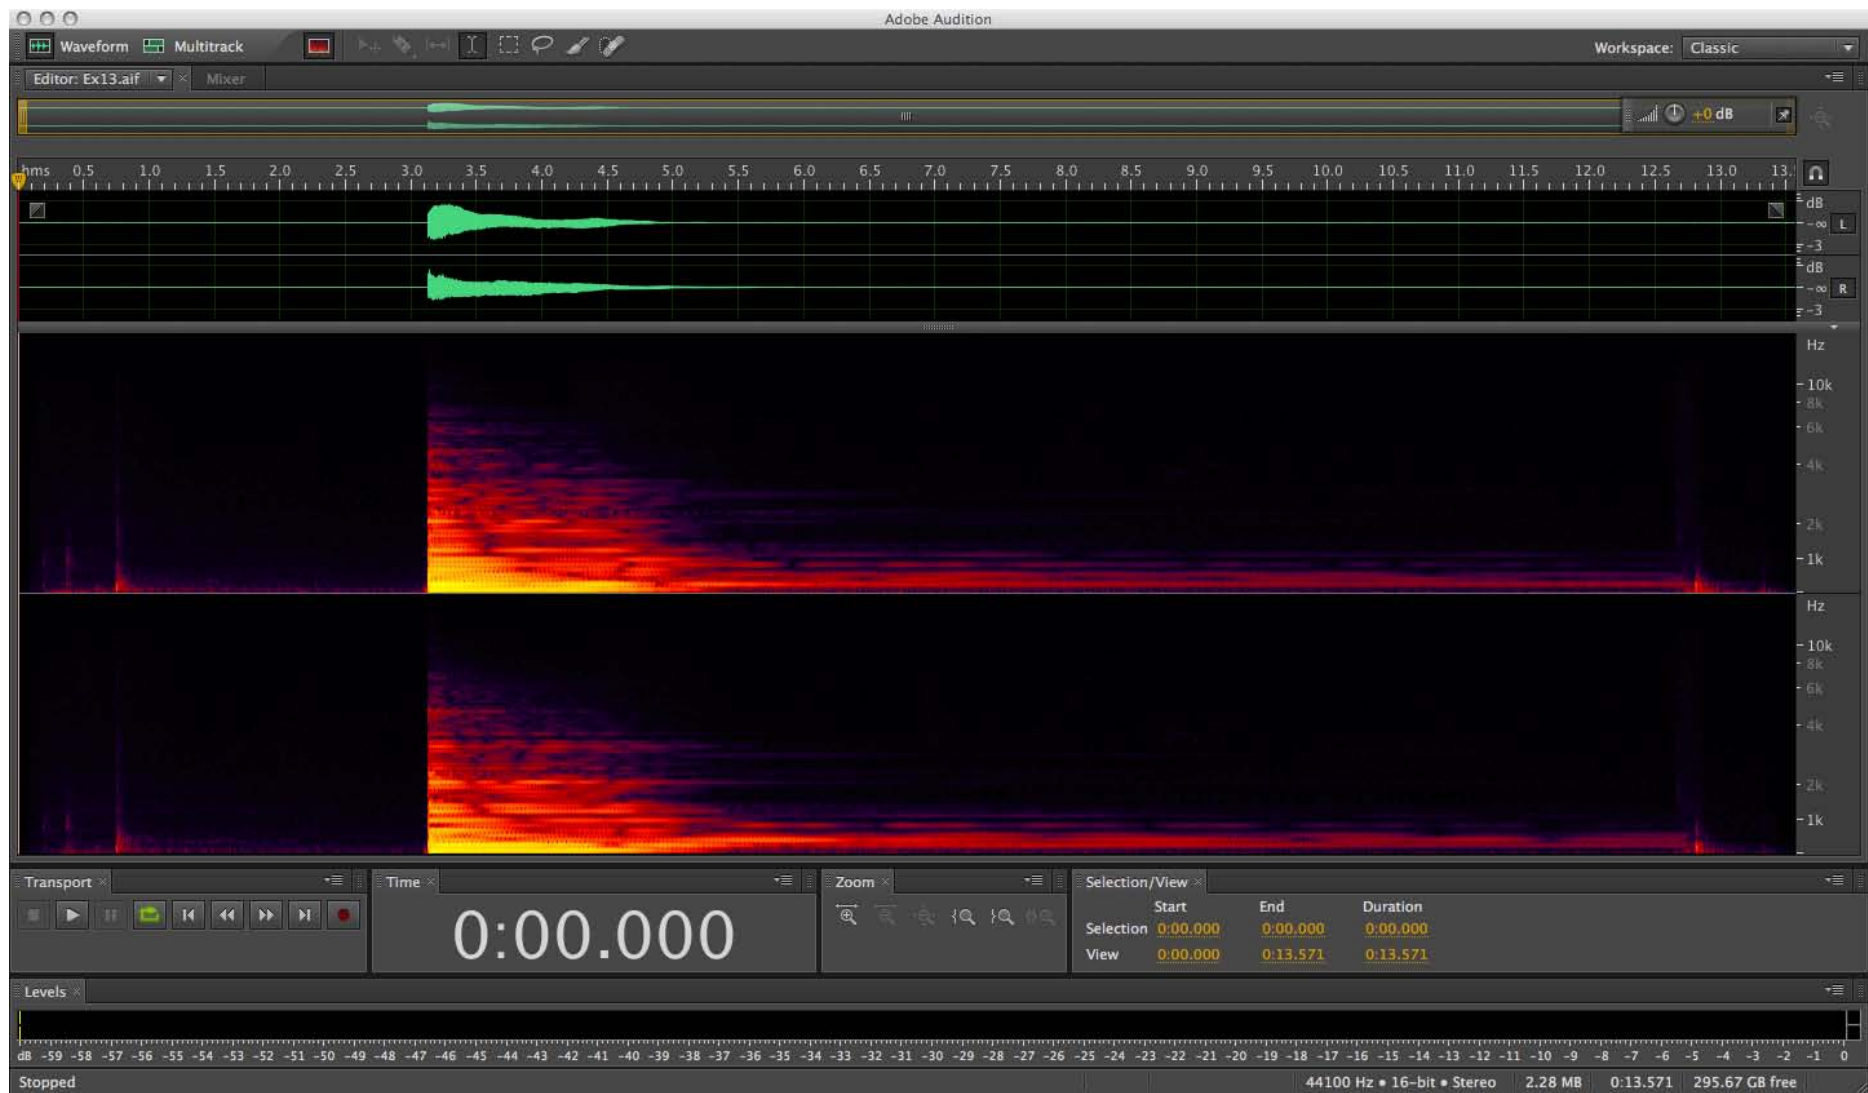 Adobe Audition
Waveform Multitrack Workspace: Classic
Editor: Ex13.aif Mixer
+0 dB
hms 0.5 1.0 1.5 2.0 2.5 3.0 3.5 4.0 4.5 5.0 5.5 6.0 6.5 7.0 7.5 8.0 8.5 9.0 9.5 10.0 10.5 11.0 11.5 12.0 12.5 13.0 13.
dB
-∞ L
-3
dB
-∞ R
-3
Hz
10k
8k
6k
4k
2k
1k
Hz
10k
8k
6k
4k
2k
1k
Transport Time Zoom Selection/View
Start End Duration
Selection 0:00.000 0:00.000 0:00.000
View 0:00.000 0:13.571 0:13.571
0:00.000
Levels
dB -59 -58 -57 -56 -55 -54 -53 -52 -51 -50 -49 -48 -47 -46 -45 -44 -43 -42 -41 -40 -39 -38 -37 -36 -35 -34 -33 -32 -31 -30 -29 -28 -27 -26 -25 -24 -23 -22 -21 -20 -19 -18 -17 -16 -15 -14 -13 -12 -11 -10 -9 -8 -7 -6 -5 -4 -3 -2 -1 0
Stopped 44100 Hz • 16-bit • Stereo 2.28 MB 0:13.571 295.67 GB free